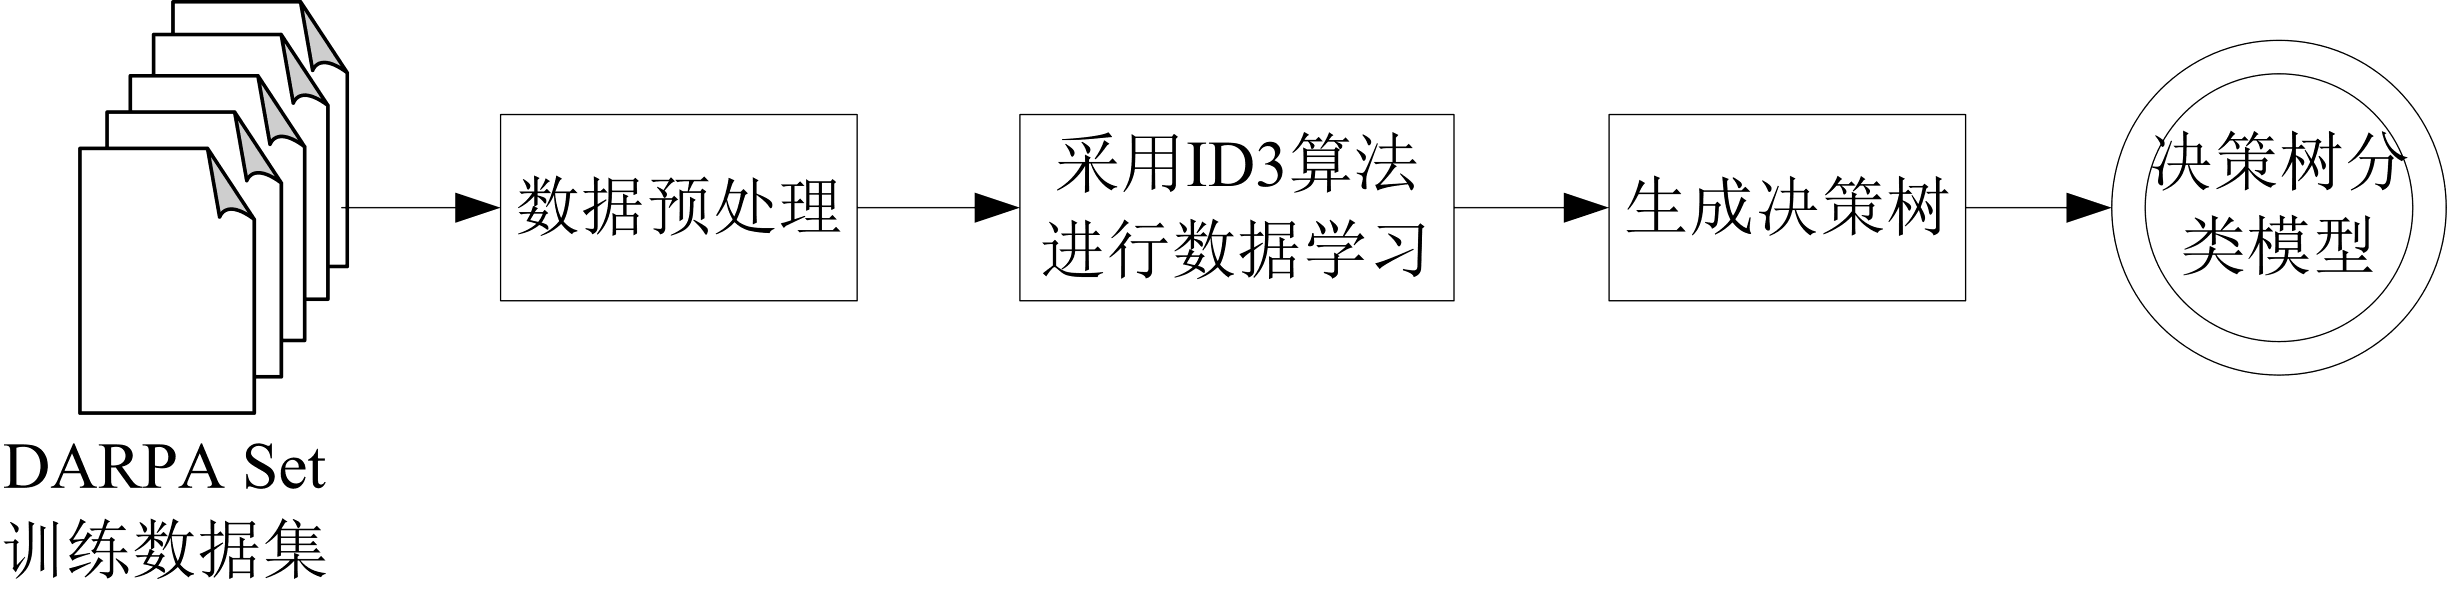 DARPA Set
训练数据集
数据预处理
采用ID3算法
进行数据学习
生成决策树
决策树分
类模型